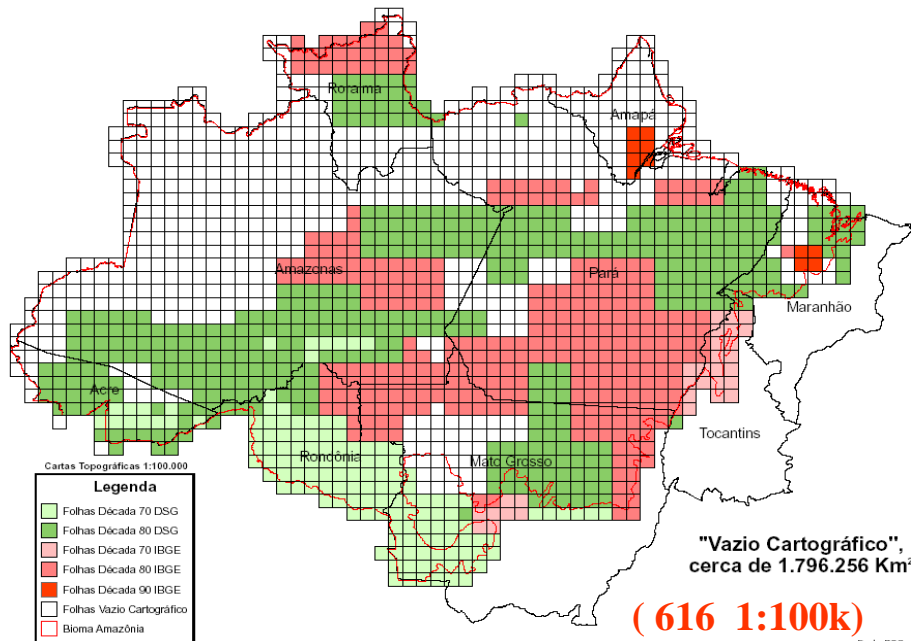 Roraima
Amapá
Amazonas
Pará
Maranhão
Acre
Tocantins
Rondônia
Mato Grosso
Cartas Topográficas 1:100.000
Legenda
Folhas Década 70 DSG
Folhas Década 80 DSG
Folhas Década 70 IBGE
Folhas Década 80 IBGE
Folhas Década 90 IBGE
Folhas Vazio Cartográfico
Bioma Amazônia
"Vazio Cartográfico",
cerca de 1.796.256 Km²
( 616 1:100k)